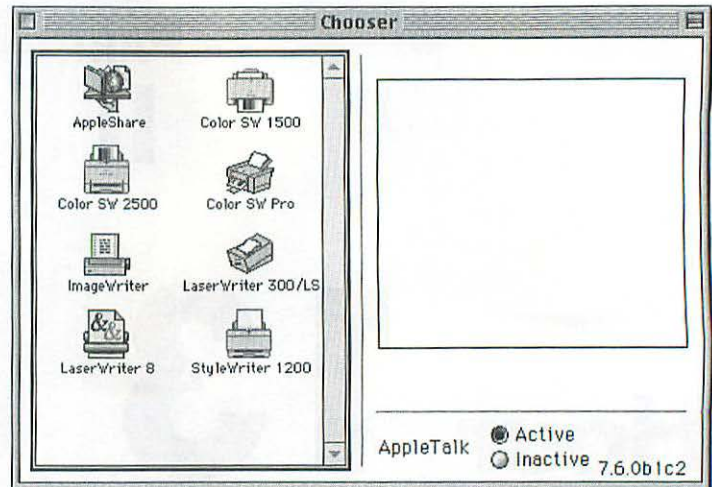 Chooser
AppleShare
Color SW 1500
Color SW 2500
Color SW Pro
ImageWriter
LaserWriter 300/LS
LaserWriter 8
StyleWriter 1200
AppleTalk
Active
Inactive
7.6.0b1c2